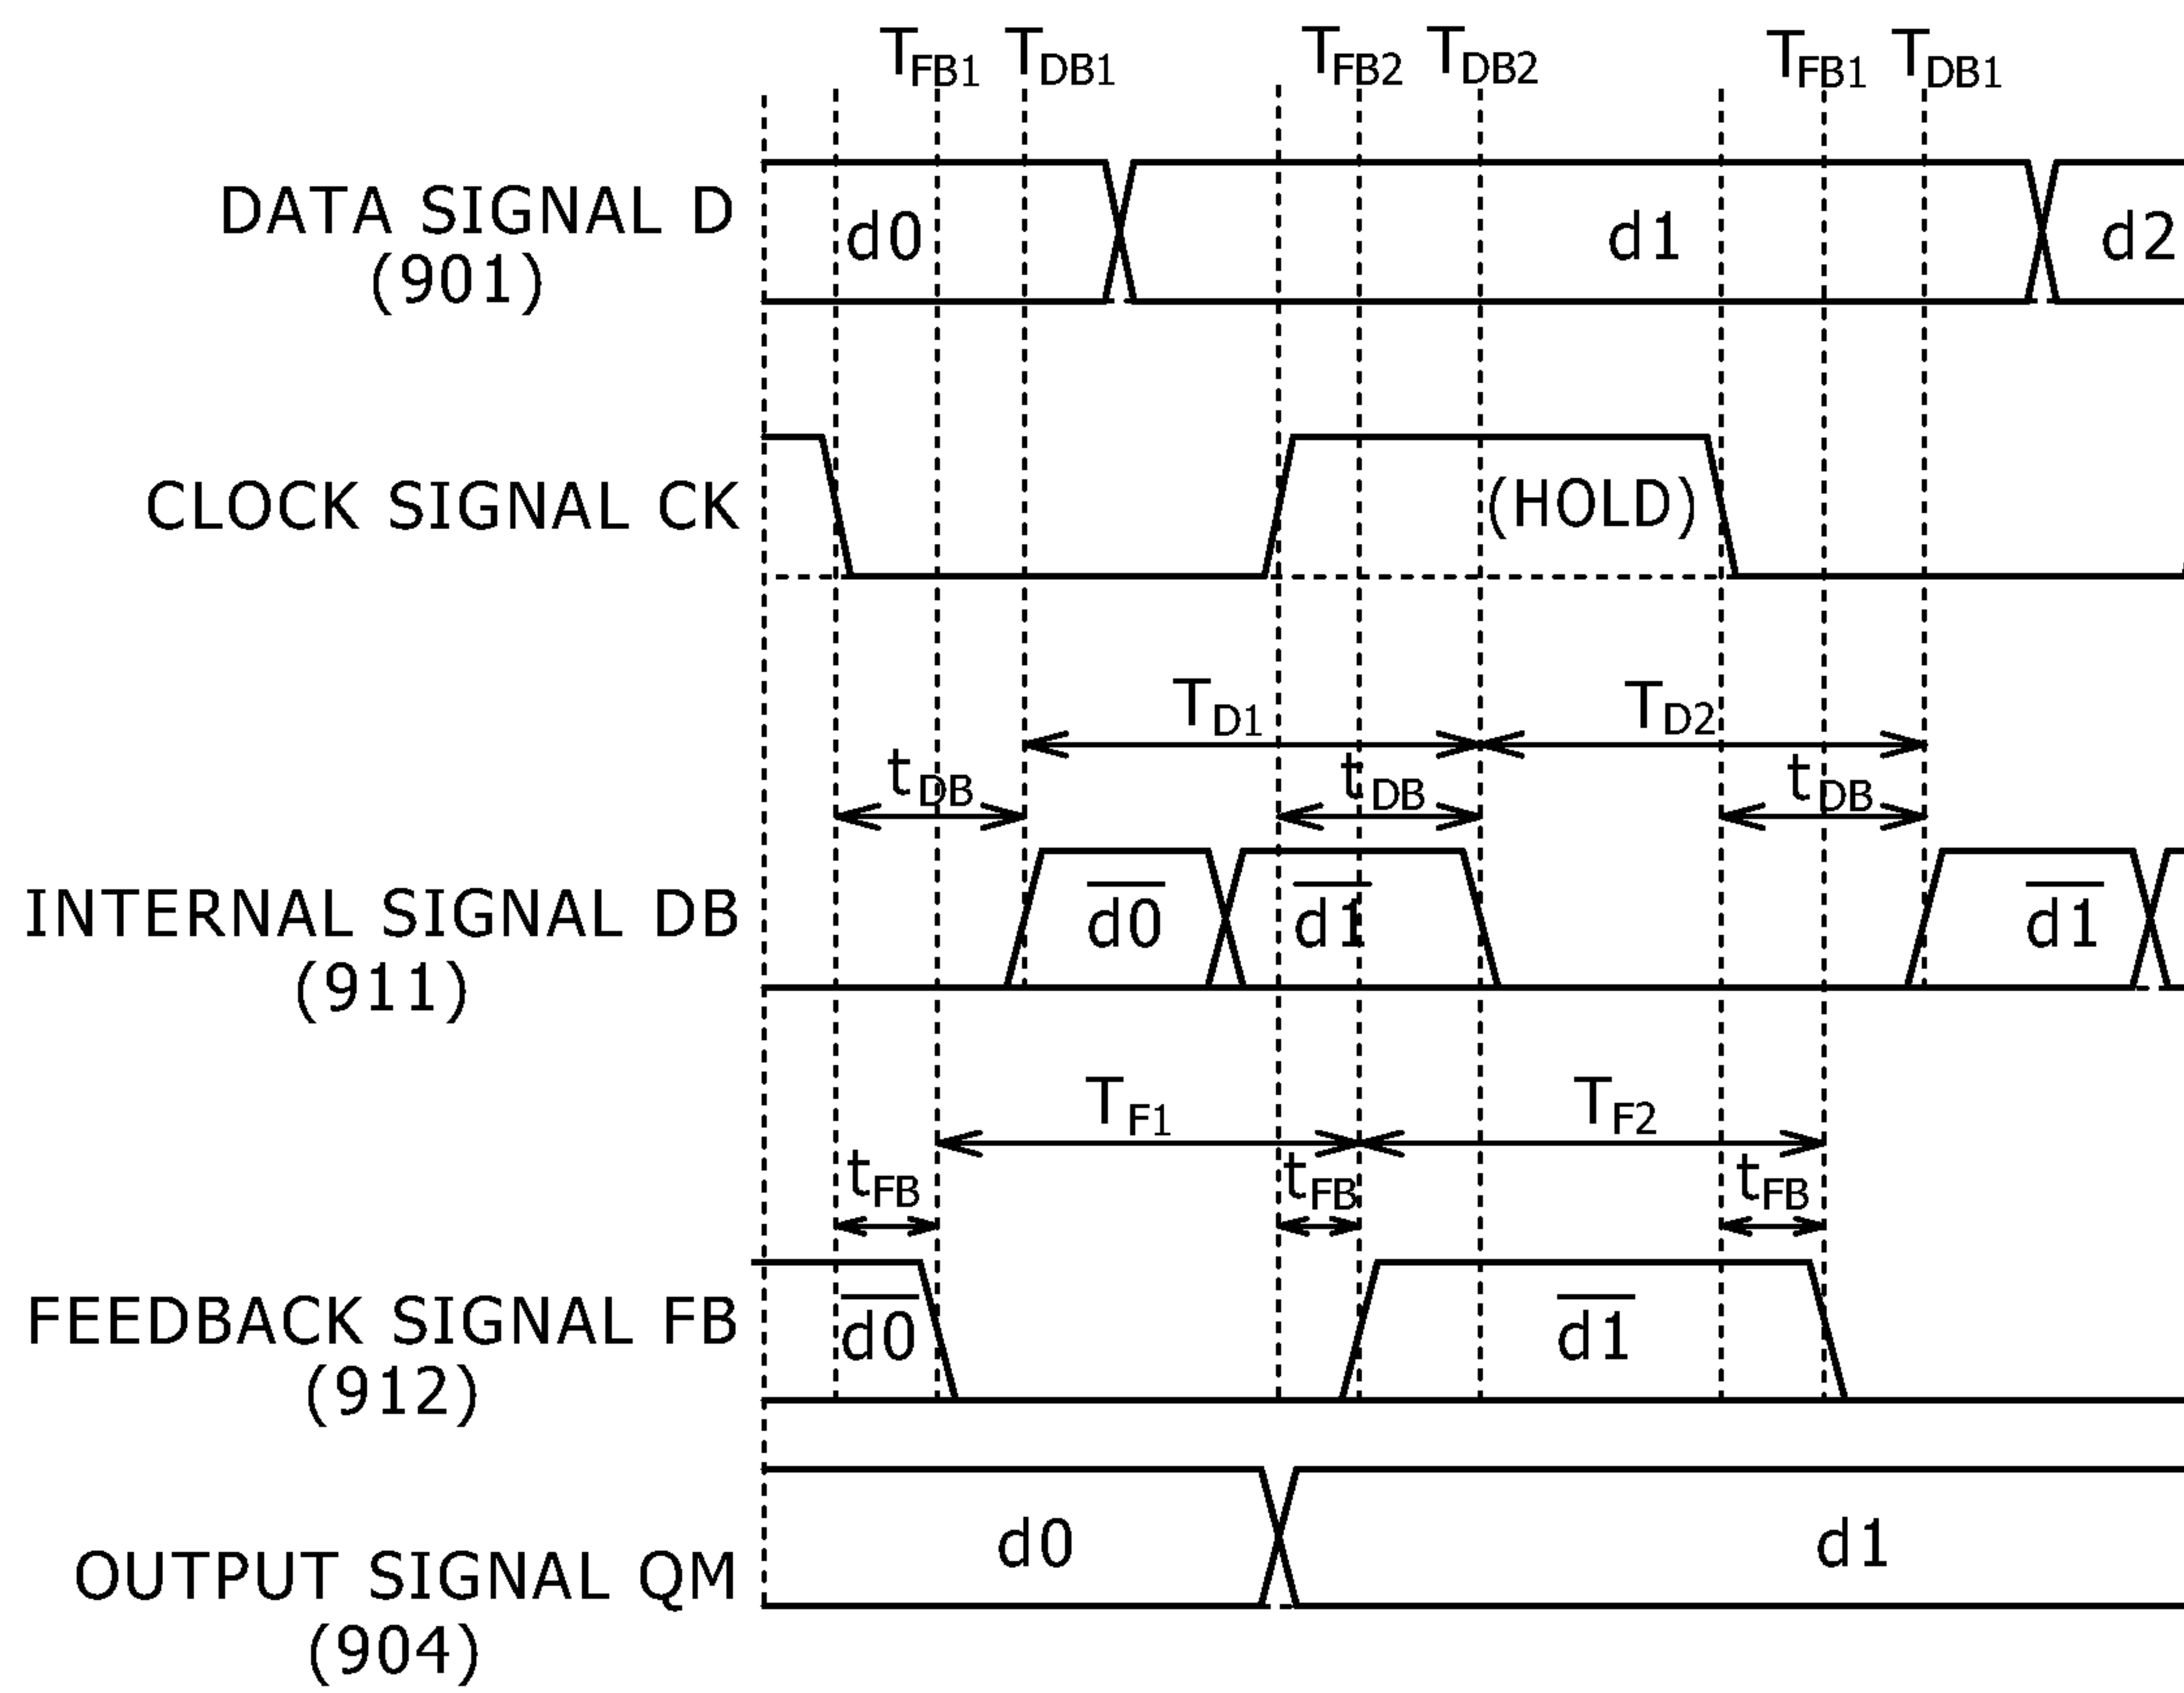 TFB1 TDB1 TFB2 TDB2 TFB1 TDB1
DATA SIGNAL D
(901)
d0 d1 d2
CLOCK SIGNAL CK
(HOLD)
TD1 TD2
tDB tDB tDB
INTERNAL SIGNAL DB
(911)
d0 d1 d1
TF1 TF2
tFB tFB tFB
FEEDBACK SIGNAL FB
(912)
d0 d1
OUTPUT SIGNAL QM
(904)
d0 d1